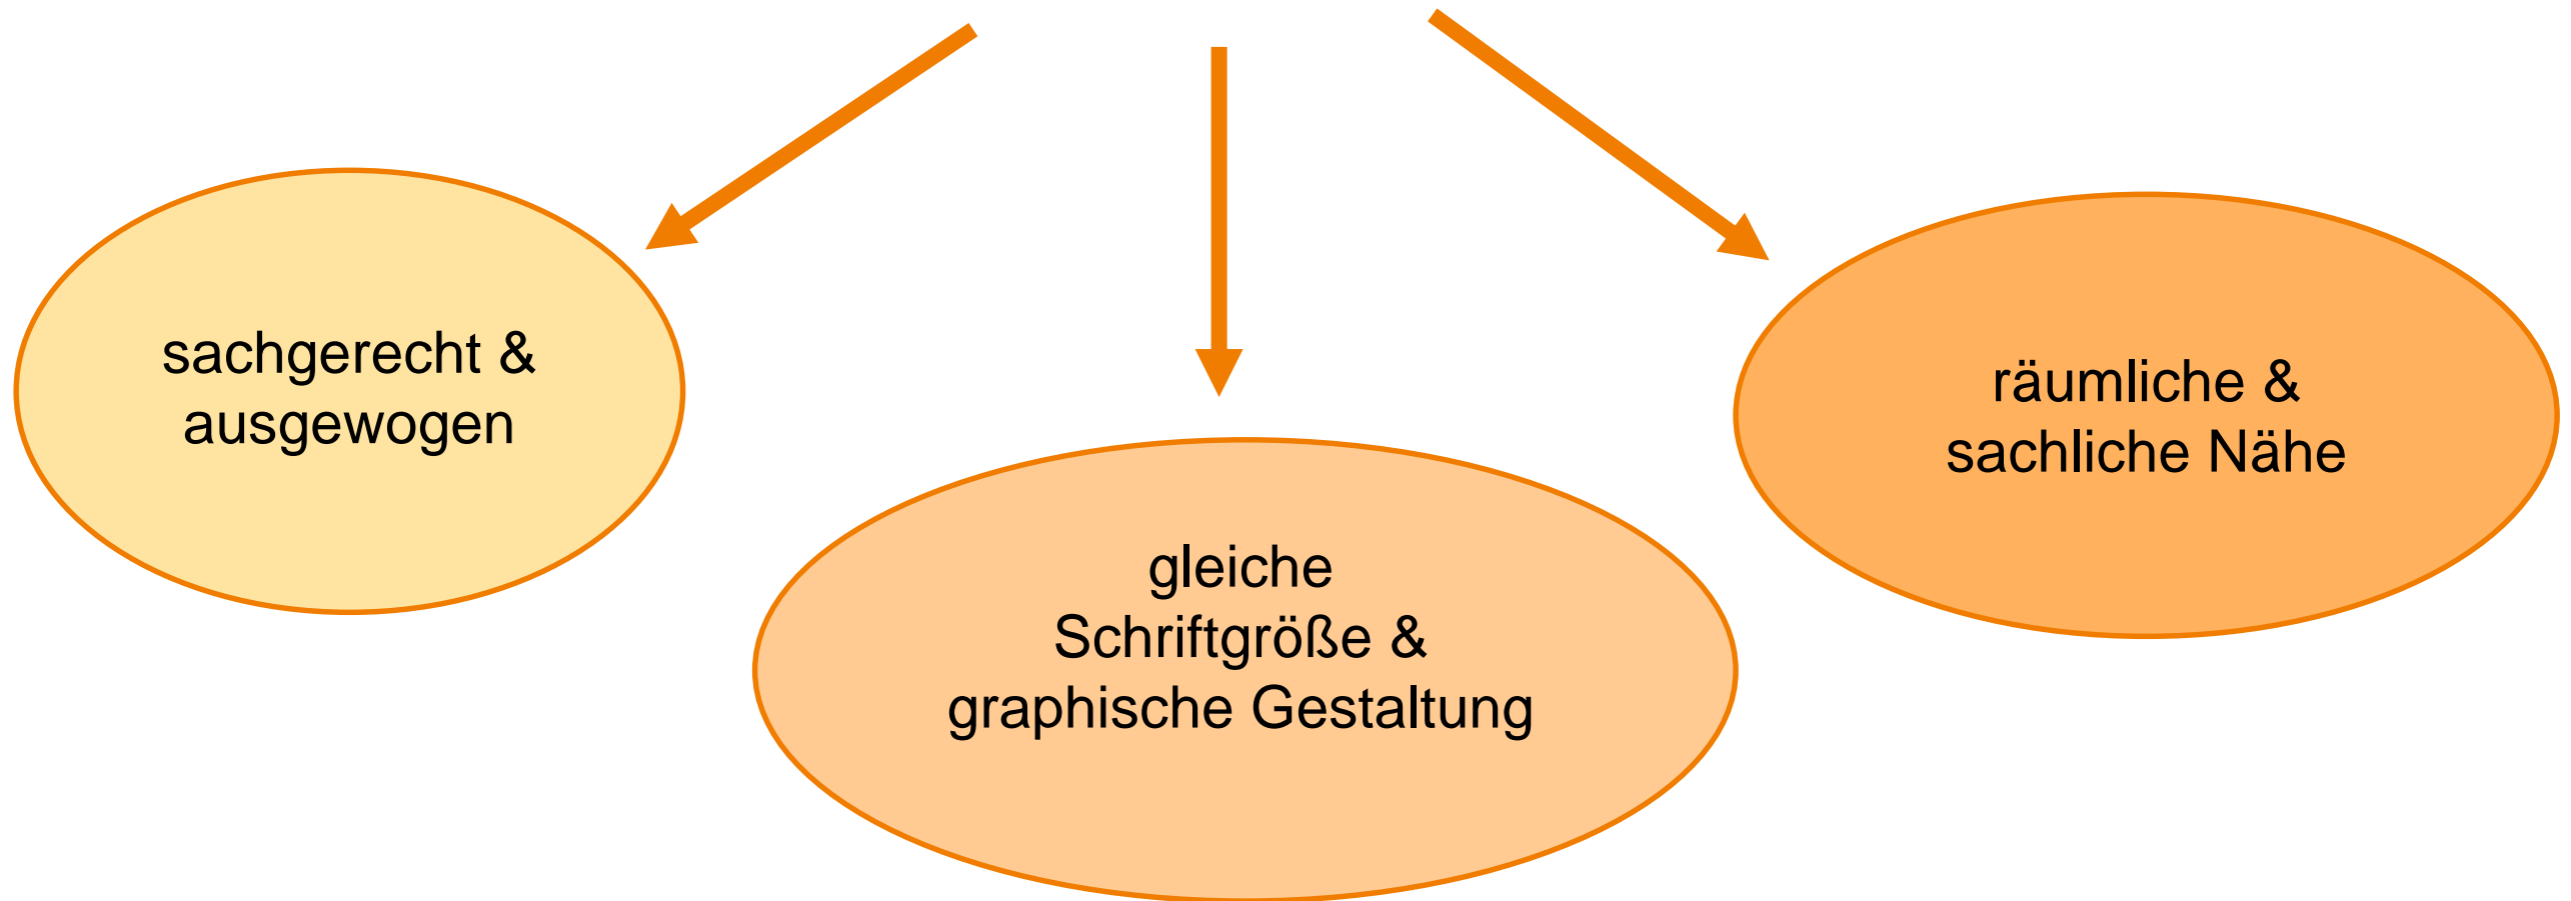 sachgerecht &
ausgewogen
gleiche
Schriftgröße &
graphische Gestaltung
räumliche &
sachliche Nähe